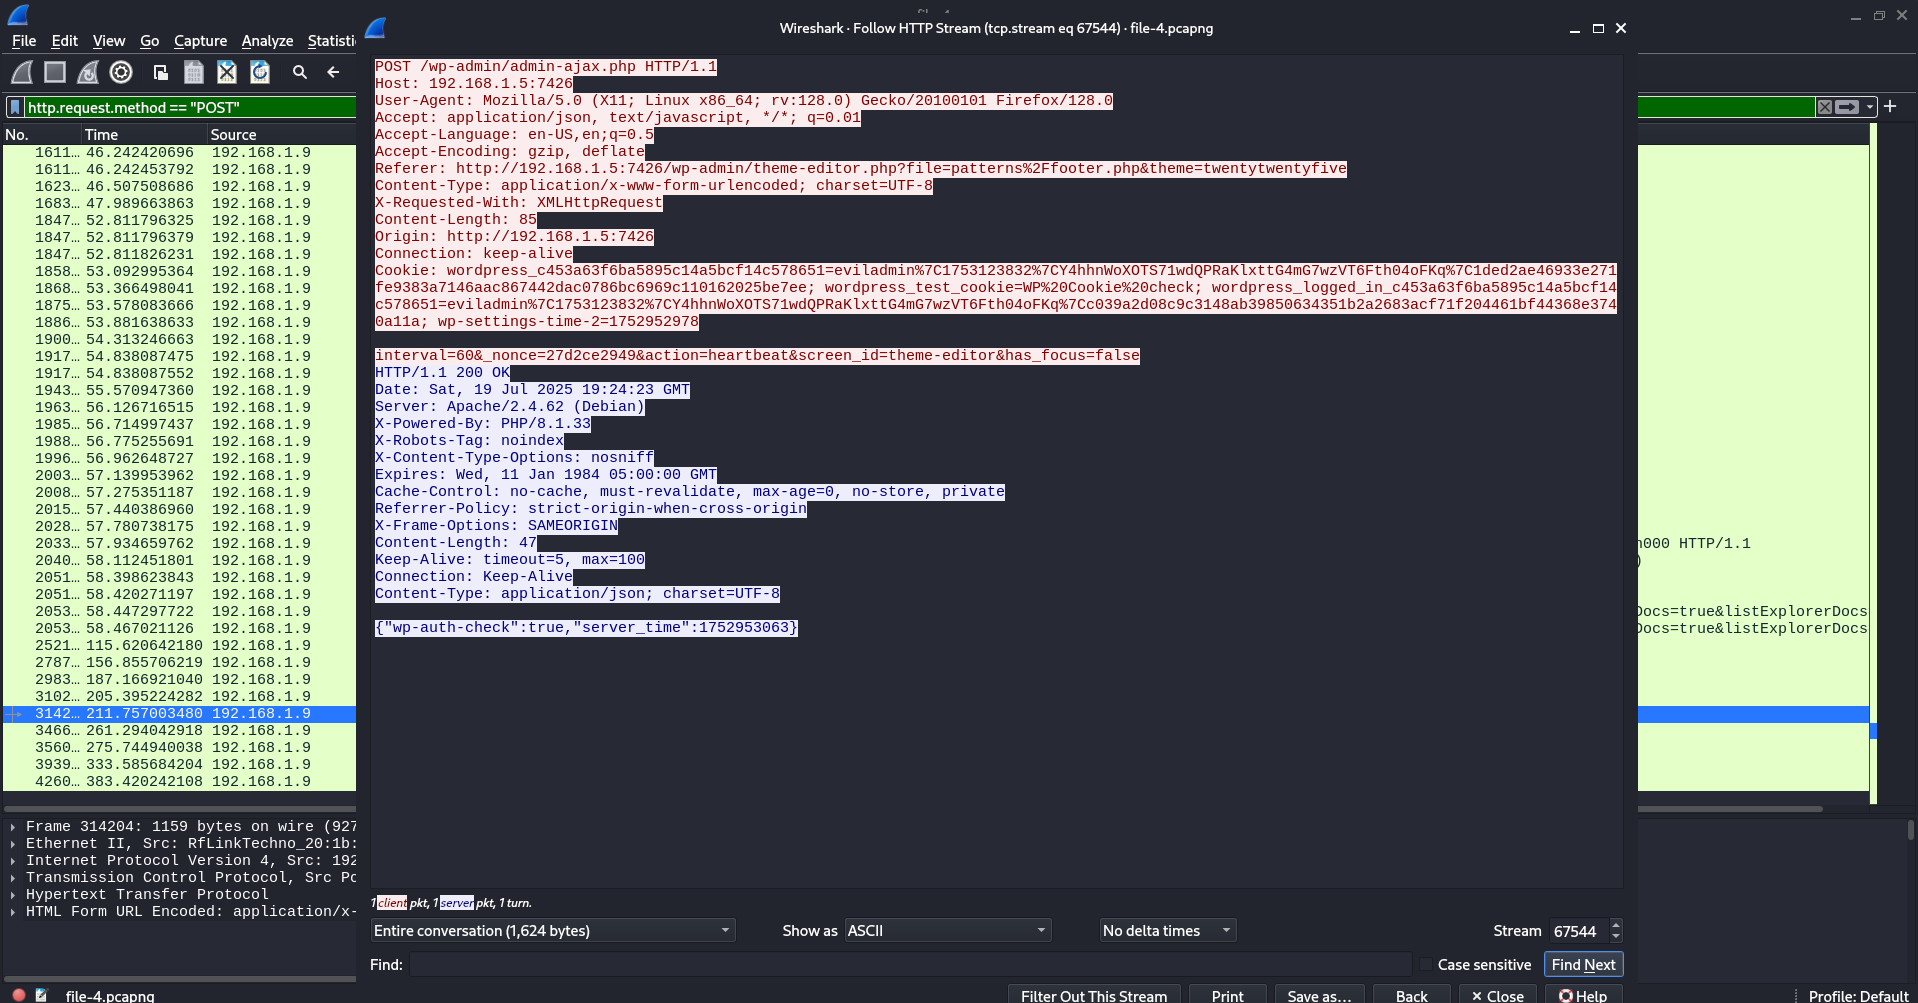 Wireshark · Follow HTTP Stream (tcp.stream eq 67544) · file-4.pcapng
File Edit View Go Capture Analyze Statisti
http.request.method == "POST"
No. Time Source
1611… 46.242420696 192.168.1.9
1611… 46.242453792 192.168.1.9
1623… 46.507508686 192.168.1.9
1683… 47.989663863 192.168.1.9
1847… 52.811796325 192.168.1.9
1847… 52.811796379 192.168.1.9
1847… 52.811826231 192.168.1.9
1858… 53.092995364 192.168.1.9
1868… 53.366498041 192.168.1.9
1875… 53.578083666 192.168.1.9
1886… 53.881638633 192.168.1.9
1900… 54.313246663 192.168.1.9
1917… 54.838087475 192.168.1.9
1917… 54.838087552 192.168.1.9
1943… 55.570947360 192.168.1.9
1963… 56.126716515 192.168.1.9
1985… 56.714997437 192.168.1.9
1988… 56.775255691 192.168.1.9
1996… 56.962648727 192.168.1.9
2003… 57.139953962 192.168.1.9
2008… 57.275351187 192.168.1.9
2015… 57.440386960 192.168.1.9
2028… 57.780738175 192.168.1.9
2033… 57.934659762 192.168.1.9
2040… 58.112451801 192.168.1.9
2051… 58.398623843 192.168.1.9
2051… 58.420271197 192.168.1.9
2053… 58.447297722 192.168.1.9
2053… 58.467021126 192.168.1.9
2521… 115.620642180 192.168.1.9
2787… 156.855706219 192.168.1.9
2983… 187.166921040 192.168.1.9
3102… 205.395224282 192.168.1.9
3142… 211.757003480 192.168.1.9
3466… 261.294042918 192.168.1.9
3560… 275.744940038 192.168.1.9
3939… 333.585684204 192.168.1.9
4260… 383.420242108 192.168.1.9
Frame 314204: 1159 bytes on wire (927
Ethernet II, Src: RfLinkTechno_20:1b:
Internet Protocol Version 4, Src: 192
Transmission Control Protocol, Src Po
Hypertext Transfer Protocol
HTML Form URL Encoded: application/x-
file-4.pcapng
POST /wp-admin/admin-ajax.php HTTP/1.1
Host: 192.168.1.5:7426
User-Agent: Mozilla/5.0 (X11; Linux x86_64; rv:128.0) Gecko/20100101 Firefox/128.0
Accept: application/json, text/javascript, */*; q=0.01
Accept-Language: en-US,en;q=0.5
Accept-Encoding: gzip, deflate
Referer: http://192.168.1.5:7426/wp-admin/theme-editor.php?file=patterns%2Ffooter.php&theme=twentytwentyfive
Content-Type: application/x-www-form-urlencoded; charset=UTF-8
X-Requested-With: XMLHttpRequest
Content-Length: 85
Origin: http://192.168.1.5:7426
Connection: keep-alive
Cookie: wordpress_c453a63f6ba5895c14a5bcf14c578651=eviladmin%7C1753123832%7CY4hhnWoXOTS71wdQPRaKlxttG4mG7wzVT6Fth04oFKq%7C1ded2ae46933e271
fe9383a7146aac867442dac0786bc6969c110162025be7ee; wordpress_test_cookie=WP%20Cookie%20check; wordpress_logged_in_c453a63f6ba5895c14a5bcf14
c578651=eviladmin%7C1753123832%7CY4hhnWoXOTS71wdQPRaKlxttG4mG7wzVT6Fth04oFKq%7Cc039a2d08c9c3148ab39850634351b2a2683acf71f204461bf44368e374
0a11a; wp-settings-time-2=1752952978
interval=60&_nonce=27d2ce2949&action=heartbeat&screen_id=theme-editor&has_focus=false
HTTP/1.1 200 OK
Date: Sat, 19 Jul 2025 19:24:23 GMT
Server: Apache/2.4.62 (Debian)
X-Powered-By: PHP/8.1.33
X-Robots-Tag: noindex
X-Content-Type-Options: nosniff
Expires: Wed, 11 Jan 1984 05:00:00 GMT
Cache-Control: no-cache, must-revalidate, max-age=0, no-store, private
Referrer-Policy: strict-origin-when-cross-origin
X-Frame-Options: SAMEORIGIN
Content-Length: 47
Keep-Alive: timeout=5, max=100
Connection: Keep-Alive
Content-Type: application/json; charset=UTF-8
{"wp-auth-check":true,"server_time":1752953063}
1 client pkt, 1 server pkt, 1 turn.
Entire conversation (1,624 bytes) Show as ASCII No delta times Stream 67544
Find: Case sensitive Find Next
Filter Out This Stream Print Save as… Back Close Help
n000 HTTP/1.1
)
Docs=true&listExplorerDocs
Docs=true&listExplorerDocs
Profile: Default